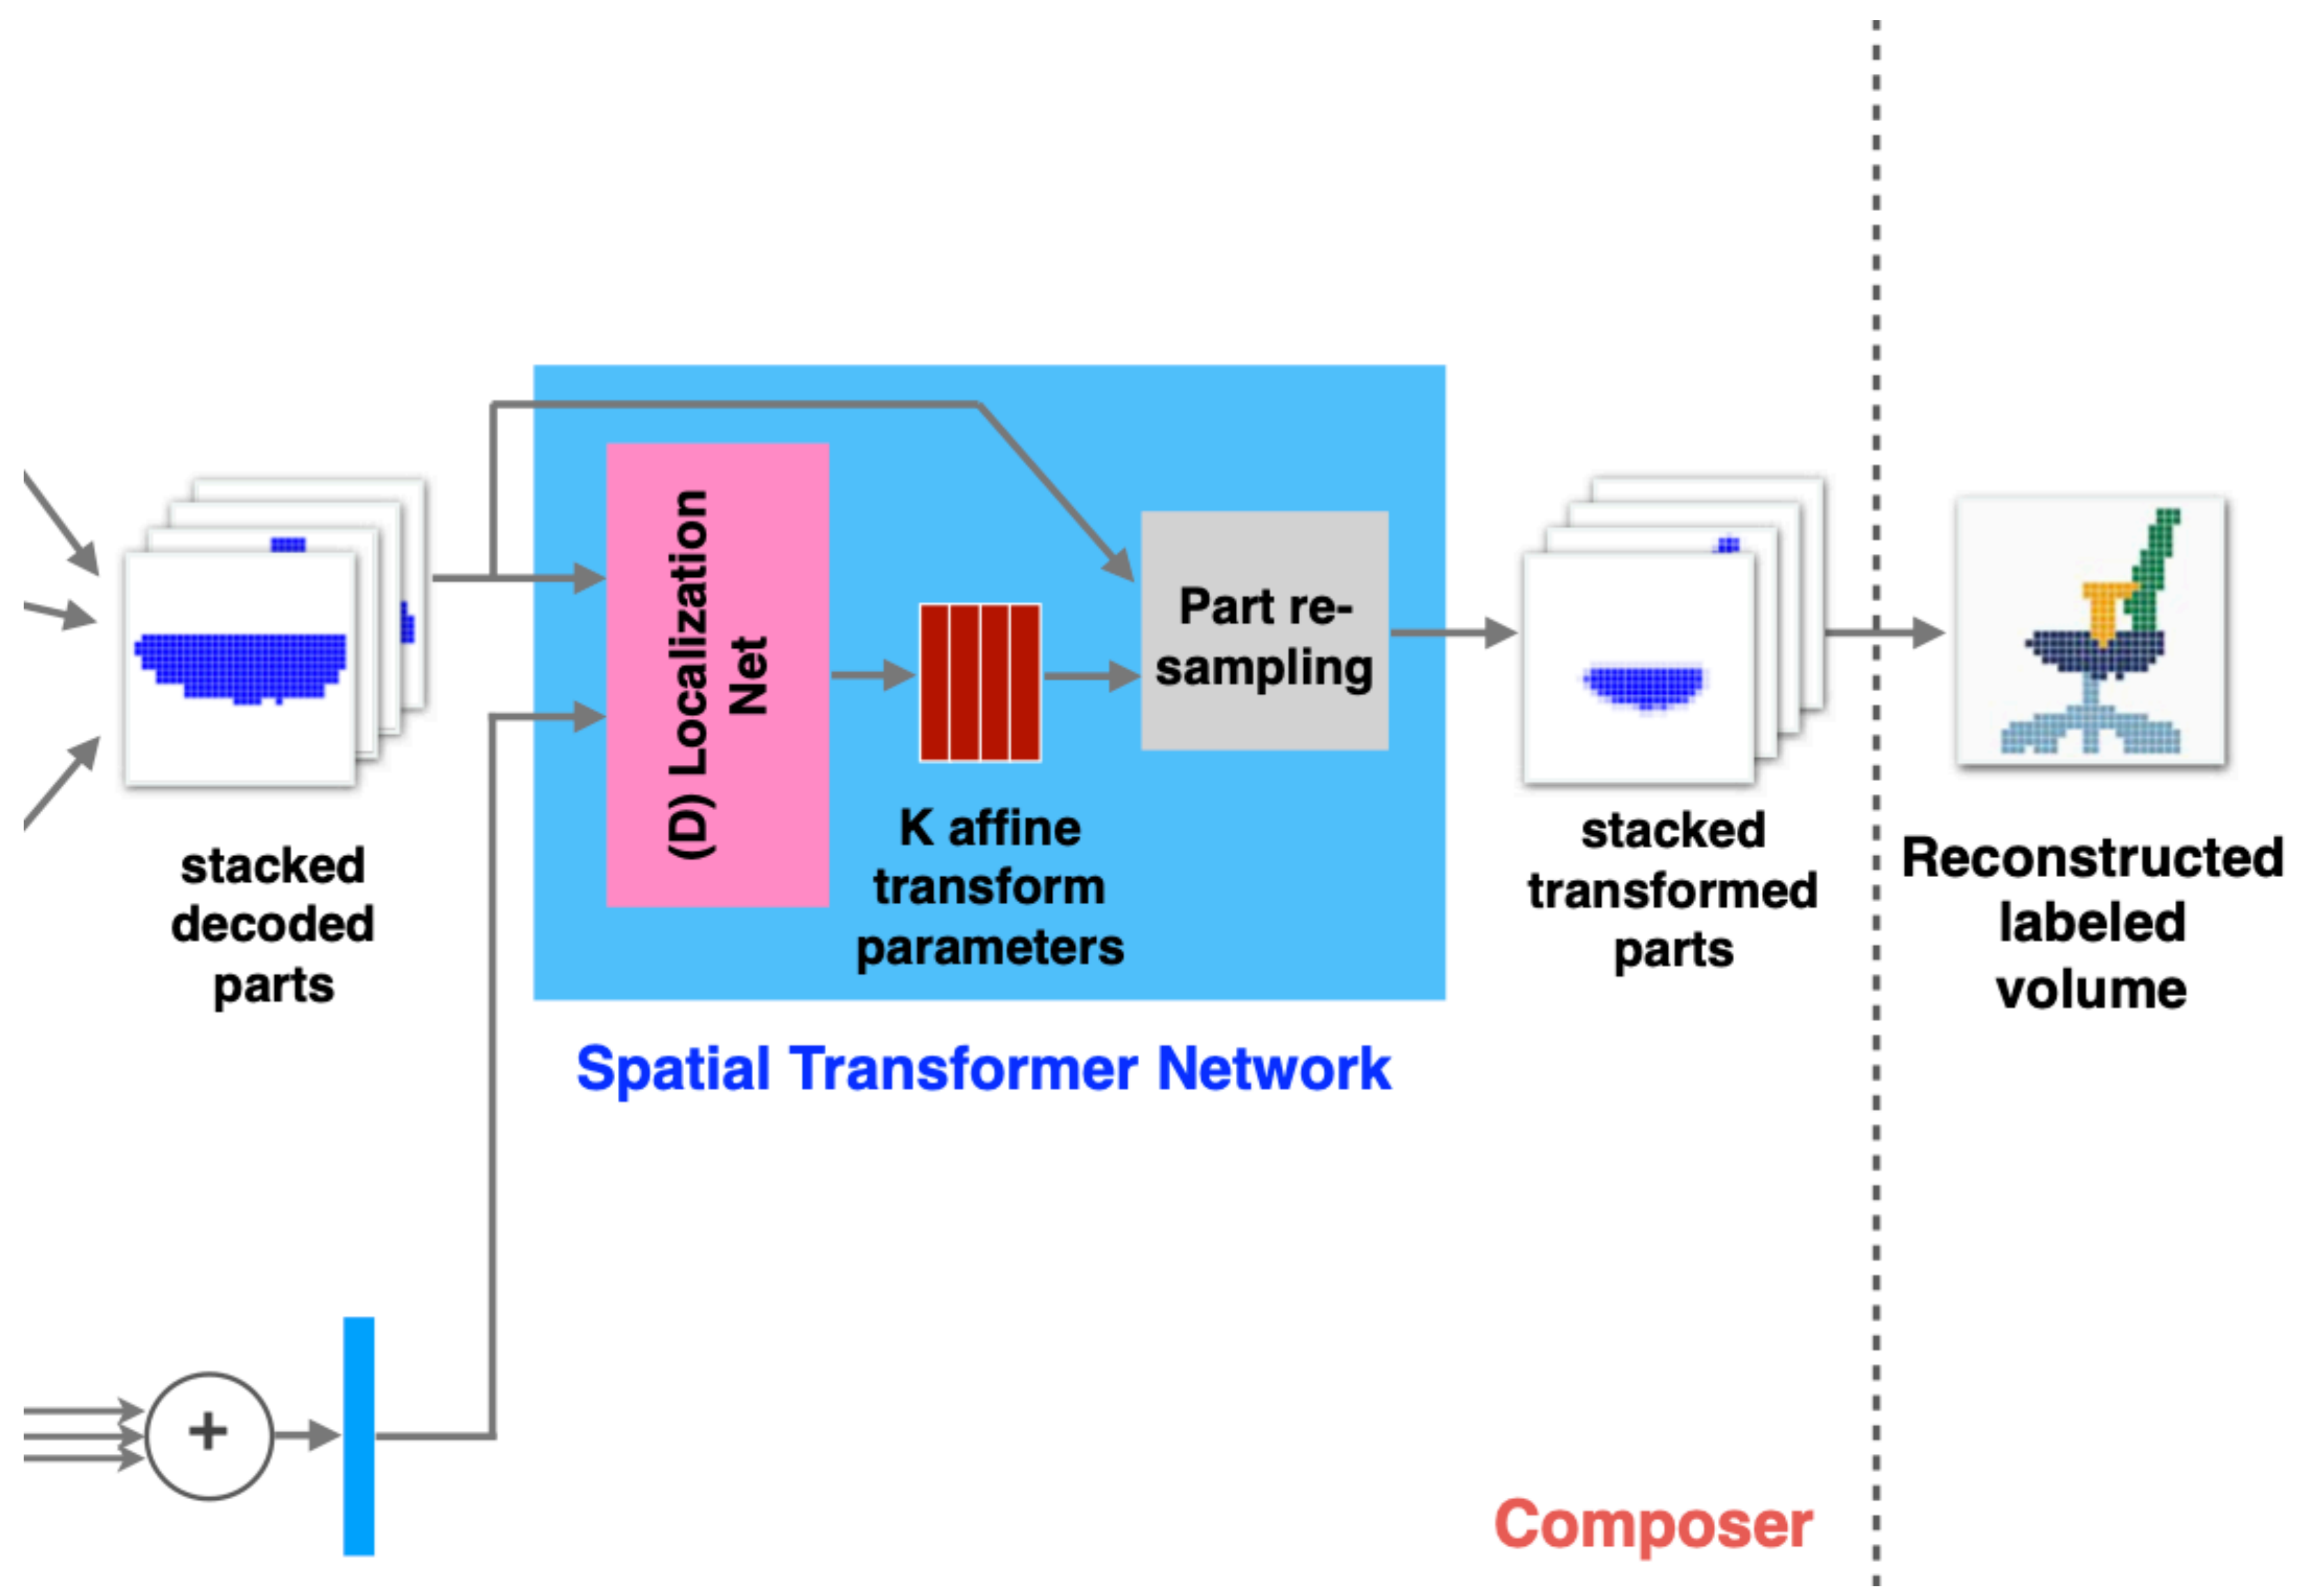 stacked
decoded
parts
(D) Localization
Net
K affine
transform
parameters
Part re-
sampling
Spatial Transformer Network
stacked
transformed
parts
Reconstructed
labeled
volume
+
Composer